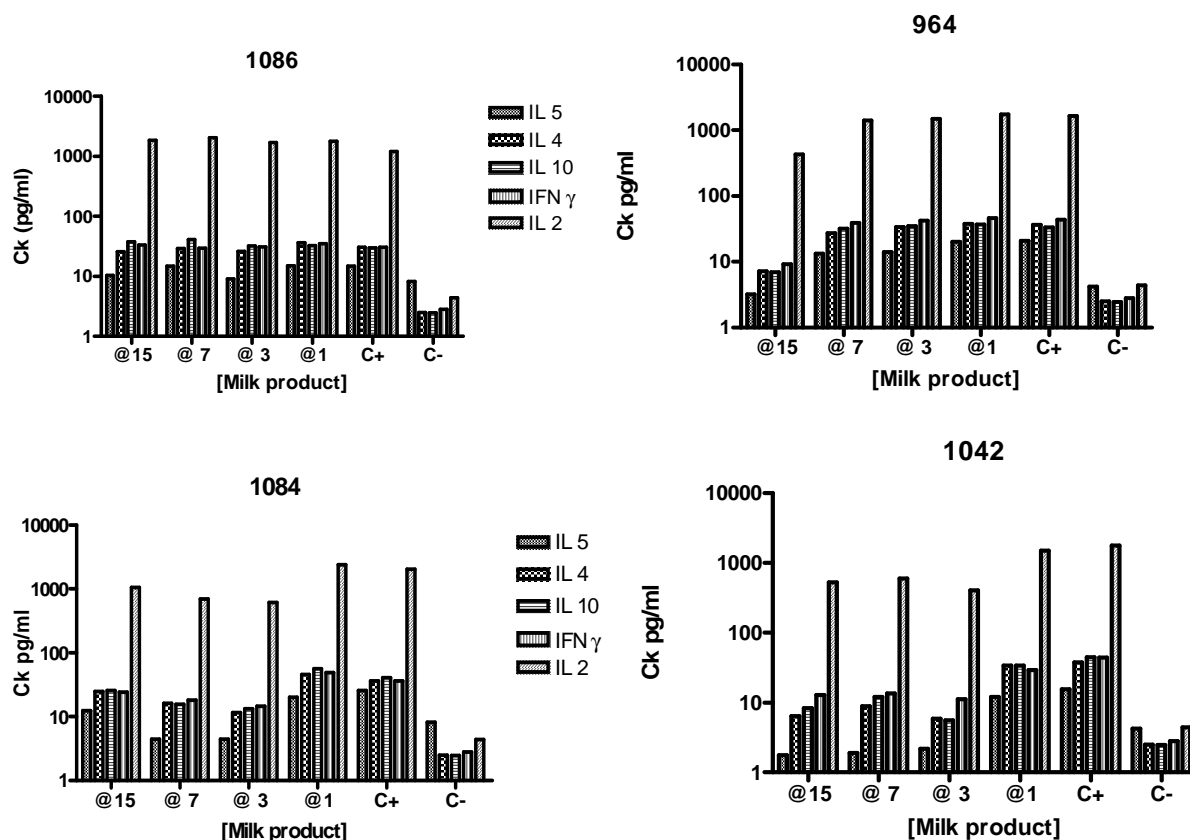 1086
Ck (pg/ml)
10000
1000
100
10
1
@15 @ 7 @ 3 @1 C+ C-
[Milk product]
IL 5
IL 4
IL 10
IFN γ
IL 2
964
Ck pg/ml
10000
1000
100
10
1
@15 @ 7 @ 3 @1 C+ C-
[Milk product]
1084
Ck pg/ml
10000
1000
100
10
1
@15 @ 7 @ 3 @1 C+ C-
[Milk product]
IL 5
IL 4
IL 10
IFN γ
IL 2
1042
Ck pg/ml
10000
1000
100
10
1
@15 @ 7 @ 3 @1 C+ C-
[Milk product]